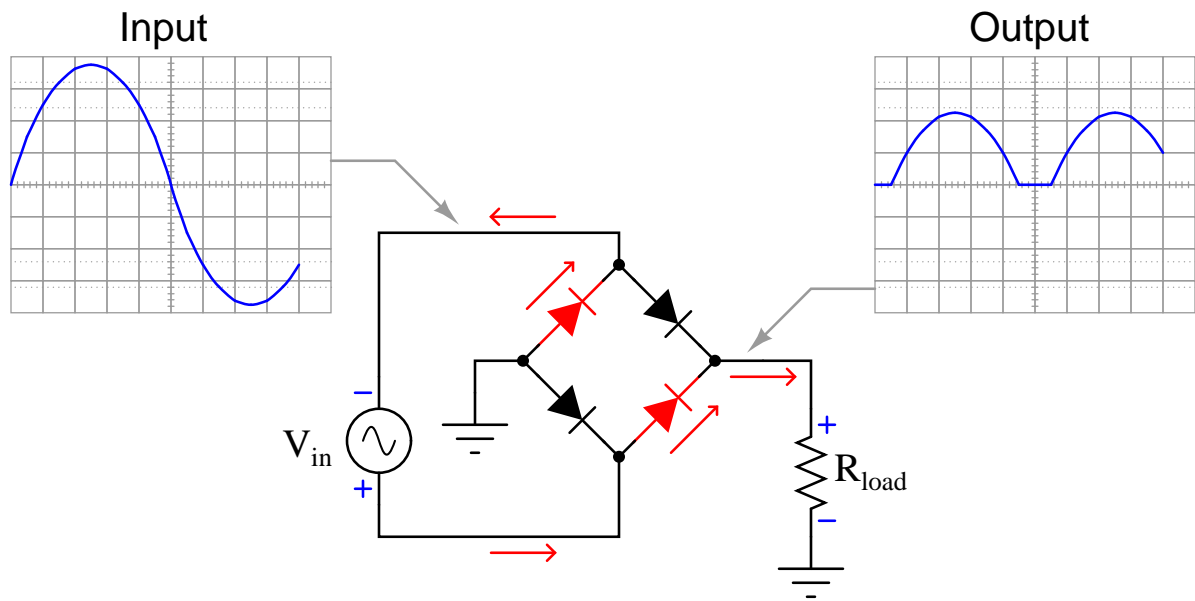 Input
Output
−
V_in
+
+
R_load
−